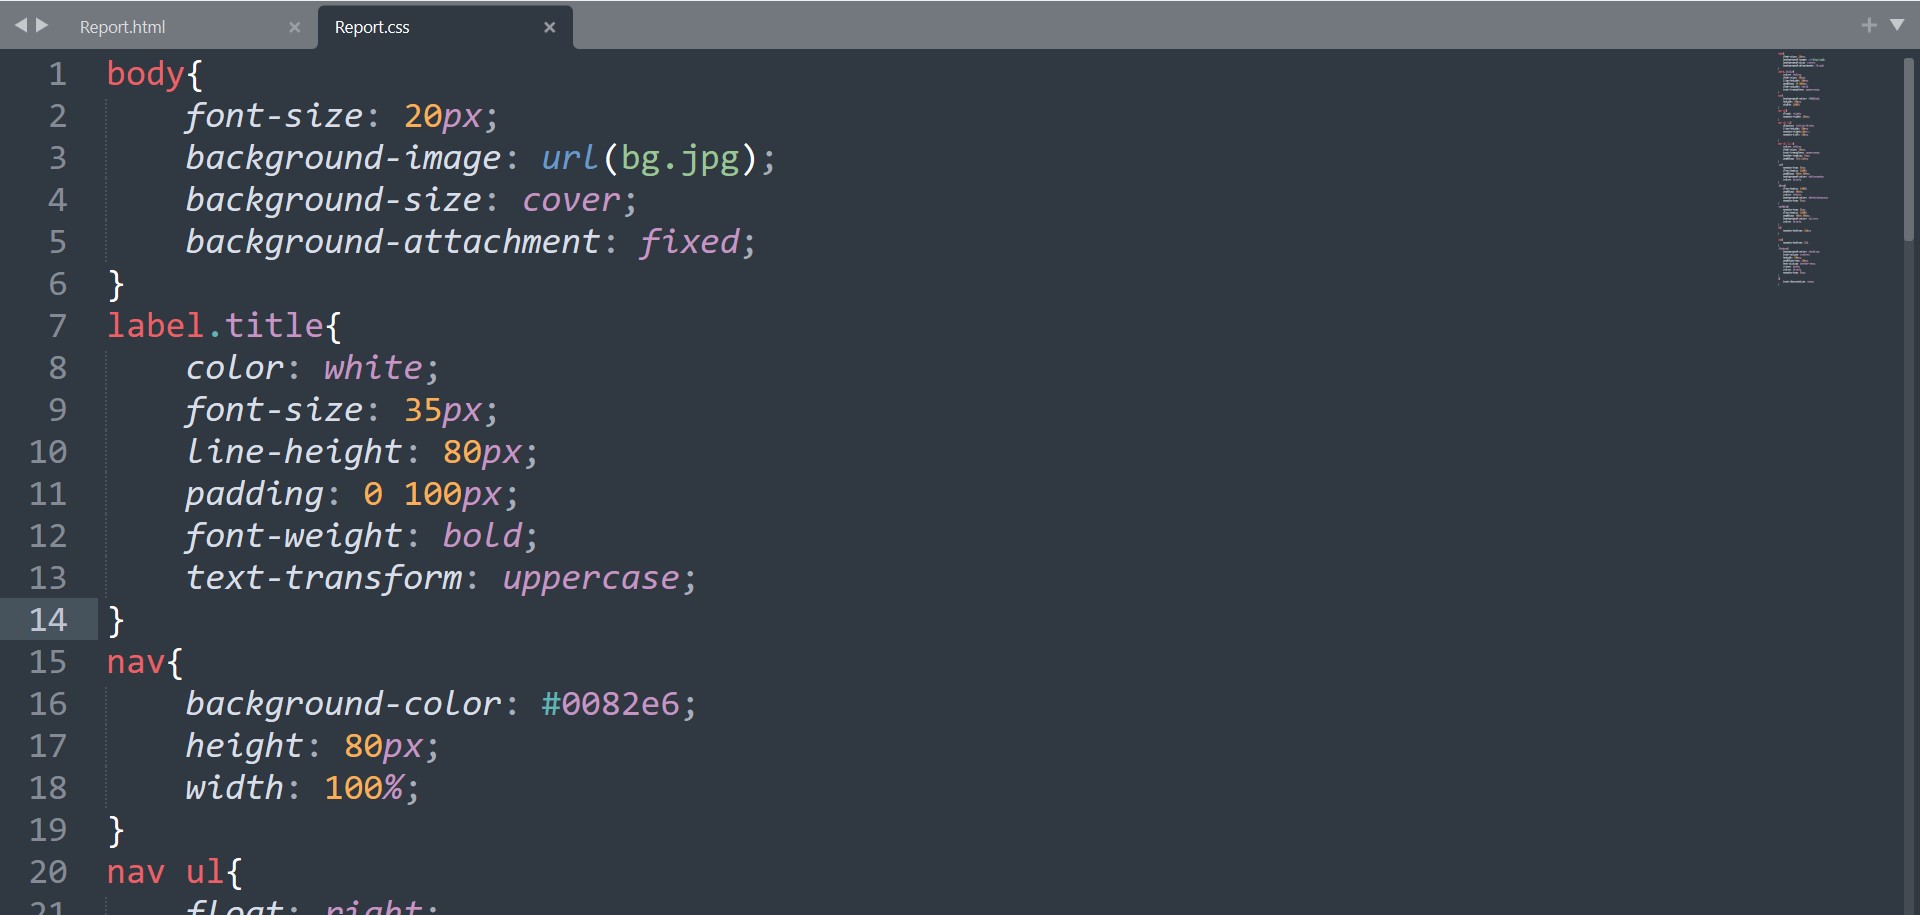 Report.html
Report.css
1 body{
2 font-size: 20px;
3 background-image: url(bg.jpg);
4 background-size: cover;
5 background-attachment: fixed;
6 }
7 label.title{
8 color: white;
9 font-size: 35px;
10 line-height: 80px;
11 padding: 0 100px;
12 font-weight: bold;
13 text-transform: uppercase;
14 }
15 nav{
16 background-color: #0082e6;
17 height: 80px;
18 width: 100%;
19 }
20 nav ul{
21 float: right;